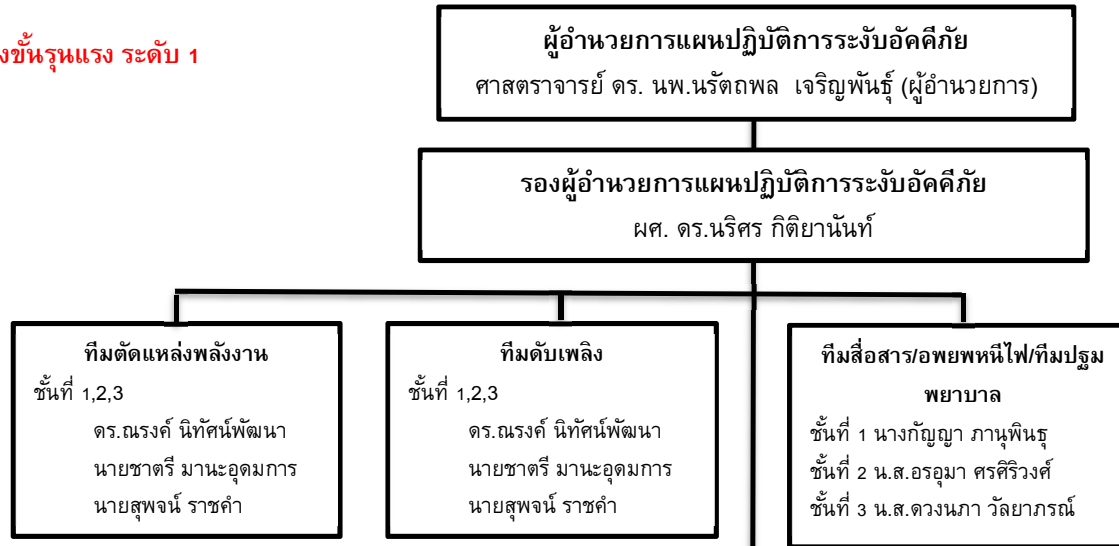 งขั้นรุนแรง ระดับ 1
ผู้อำนวยการแผนปฏิบัติการระงับอัคคีภัย
ศาสตราจารย์ ดร. นพ.นรัตถพล เจริญพันธุ์ (ผู้อำนวยการ)
รองผู้อำนวยการแผนปฏิบัติการระงับอัคคีภัย
ผศ. ดร.นริศร กิติยานันท์
ทีมตัดแหล่งพลังงาน
ชั้นที่ 1,2,3
ดร.ณรงค์ นิทัศน์พัฒนา
นายชาตรี มานะอุดมการ
นายสุพจน์ ราชคำ
ทีมดับเพลิง
ชั้นที่ 1,2,3
ดร.ณรงค์ นิทัศน์พัฒนา
นายชาตรี มานะอุดมการ
นายสุพจน์ ราชคำ
ทีมสื่อสาร/อพยพหนีไฟ/ทีมปฐม
พยาบาล
ชั้นที่ 1 นางกัญญา ภานุพินธุ
ชั้นที่ 2 น.ส.อรอุมา ศรศิริวงศ์
ชั้นที่ 3 น.ส.ดวงนภา วัลยาภรณ์